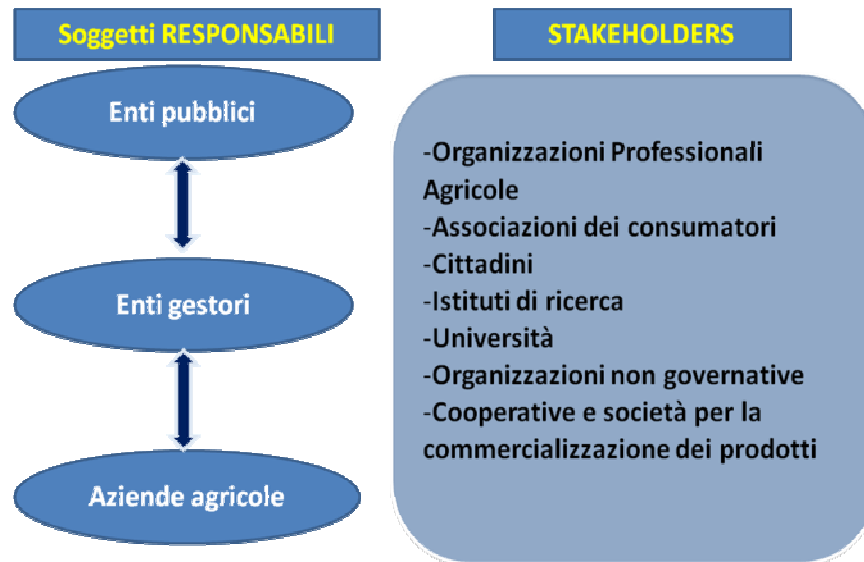 Soggetti RESPONSABILI
Enti pubblici
Enti gestori
Aziende agricole
STAKEHOLDERS
-Organizzazioni Professionali
Agricole
-Associazioni dei consumatori
-Cittadini
-Istituti di ricerca
-Università
-Organizzazioni non governative
-Cooperative e società per la
commercializzazione dei prodotti